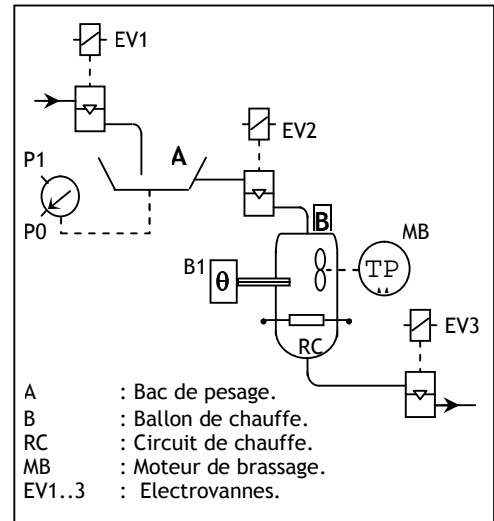 EV1
A
EV2
P1
P0
B
MB
B1
θ
TP
EV3
RC
A : Bac de pesage.
B : Ballon de chauffe.
RC : Circuit de chauffe.
MB : Moteur de brassage.
EV1..3 : Electrovannes.